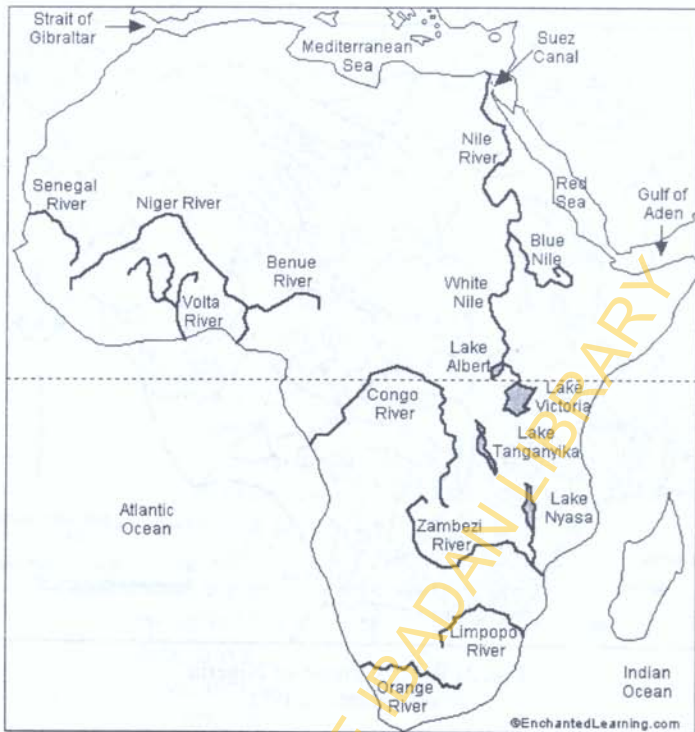 Strait of
Gibraltar
Mediterranean
Sea
Suez
Canal
Nile
River
Red
Sea
Gulf of
Aden
Senegal
River
Niger River
Benue
River
Volta
River
Blue
Nile
White
Nile
Lake
Albert
Lake
Victoria
Congo
River
Lake
Tanganyika
Lake
Nyasa
Atlantic
Ocean
Zambezi
River
Limpopo
River
Orange
River
Indian
Ocean
©EnchantedLearning.com
IBADAN LIBRARY